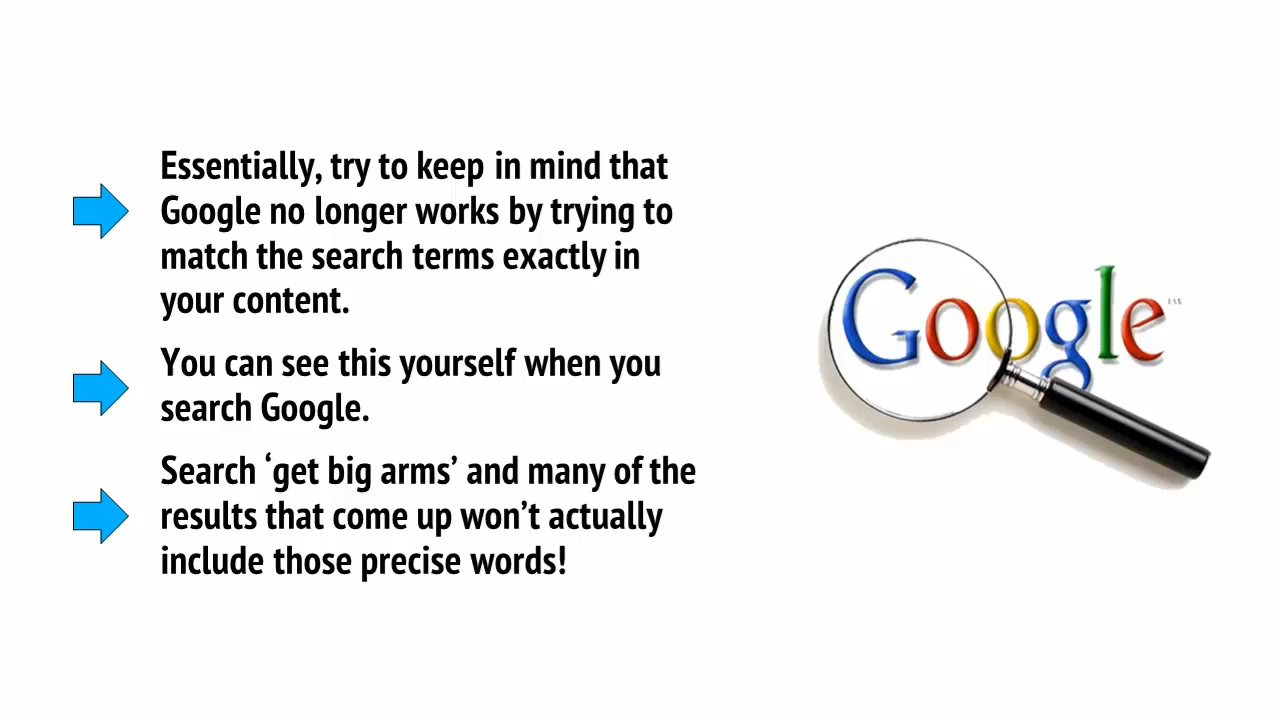 Essentially, try to keep in mind that
Google no longer works by trying to
match the search terms exactly in
your content.
You can see this yourself when you
search Google.
Search ‘get big arms’ and many of the
results that come up won’t actually
include those precise words!
Google